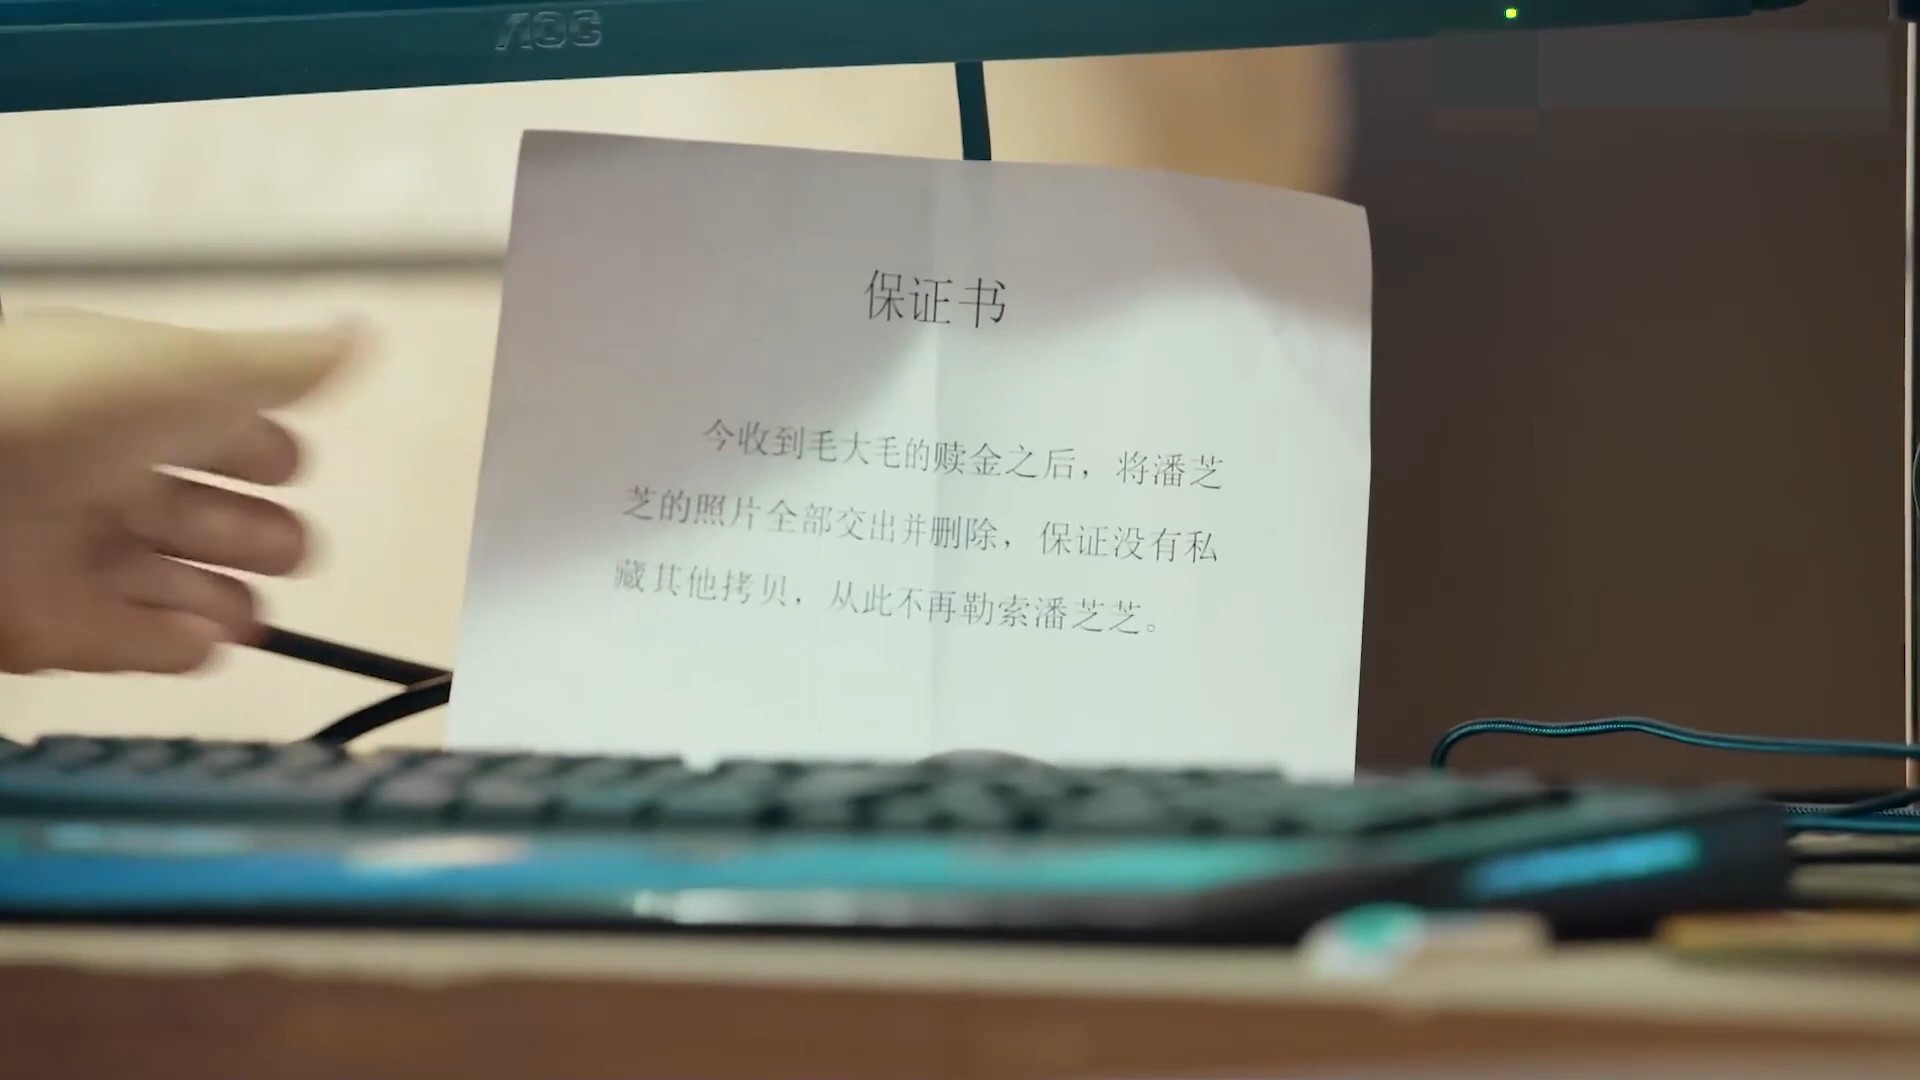 AOC
保证书
今收到毛大毛的赎金之后，将潘芝
芝的照片全部交出并删除，保证没有私
藏其他拷贝，从此不再勒索潘芝芝。